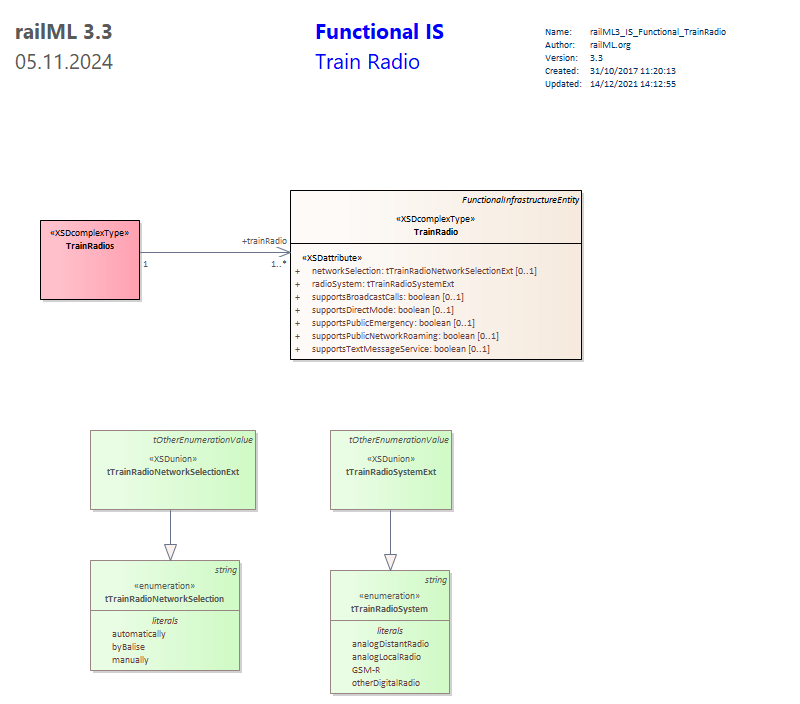 railML 3.3
05.11.2024
Functional IS
Train Radio
Name: railML3_IS_Functional_TrainRadio
Author: railML.org
Version: 3.3
Created: 31/10/2017 11:20:13
Updated: 14/12/2021 14:12:55
«XSDcomplexType»
TrainRadios
+trainRadio
1
1..*
FunctionalInfrastructureEntity
«XSDcomplexType»
TrainRadio
«XSDattribute»
+ networkSelection: tTrainRadioNetworkSelectionExt [0..1]
+ radioSystem: tTrainRadioSystemExt
+ supportsBroadcastCalls: boolean [0..1]
+ supportsDirectMode: boolean [0..1]
+ supportsPublicEmergency: boolean [0..1]
+ supportsPublicNetworkRoaming: boolean [0..1]
+ supportsTextMessageService: boolean [0..1]
tOtherEnumerationValue
«XSDunion»
tTrainRadioNetworkSelectionExt
tOtherEnumerationValue
«XSDunion»
tTrainRadioSystemExt
string
«enumeration»
tTrainRadioNetworkSelection
literals
automatically
byBalise
manually
string
«enumeration»
tTrainRadioSystem
literals
analogDistantRadio
analogLocalRadio
GSM-R
otherDigitalRadio